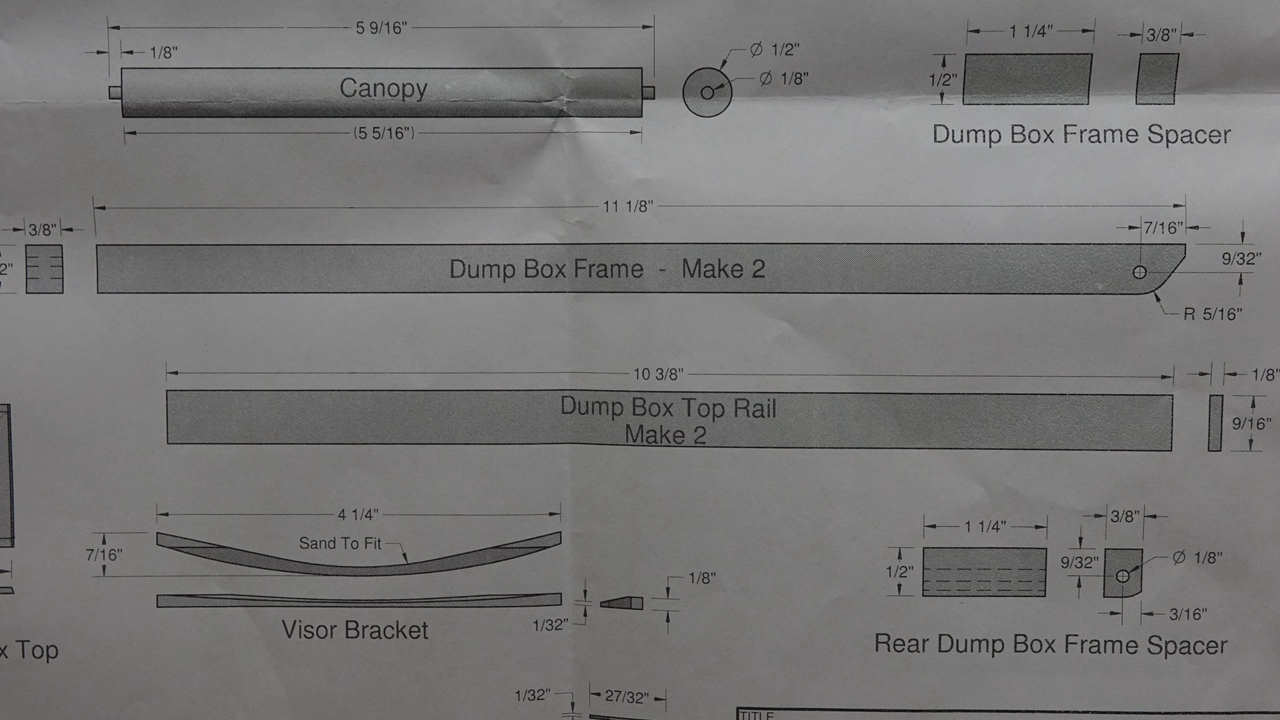 5 9/16"
1/8"
Canopy
(5 5/16")
Ø 1/2"
Ø 1/8"
1 1/4"
3/8"
1/2"
Dump Box Frame Spacer
11 1/8"
3/8"
2"
Dump Box Frame - Make 2
7/16"
9/32"
R 5/16"
10 3/8"
Dump Box Top Rail
Make 2
1/8"
9/16"
4 1/4"
7/16"
Sand To Fit
1/8"
1/32"
Visor Bracket
x Top
1 1/4"
3/8"
1/2"
9/32"
Ø 1/8"
3/16"
Rear Dump Box Frame Spacer
1/32"
27/32"
TITLE